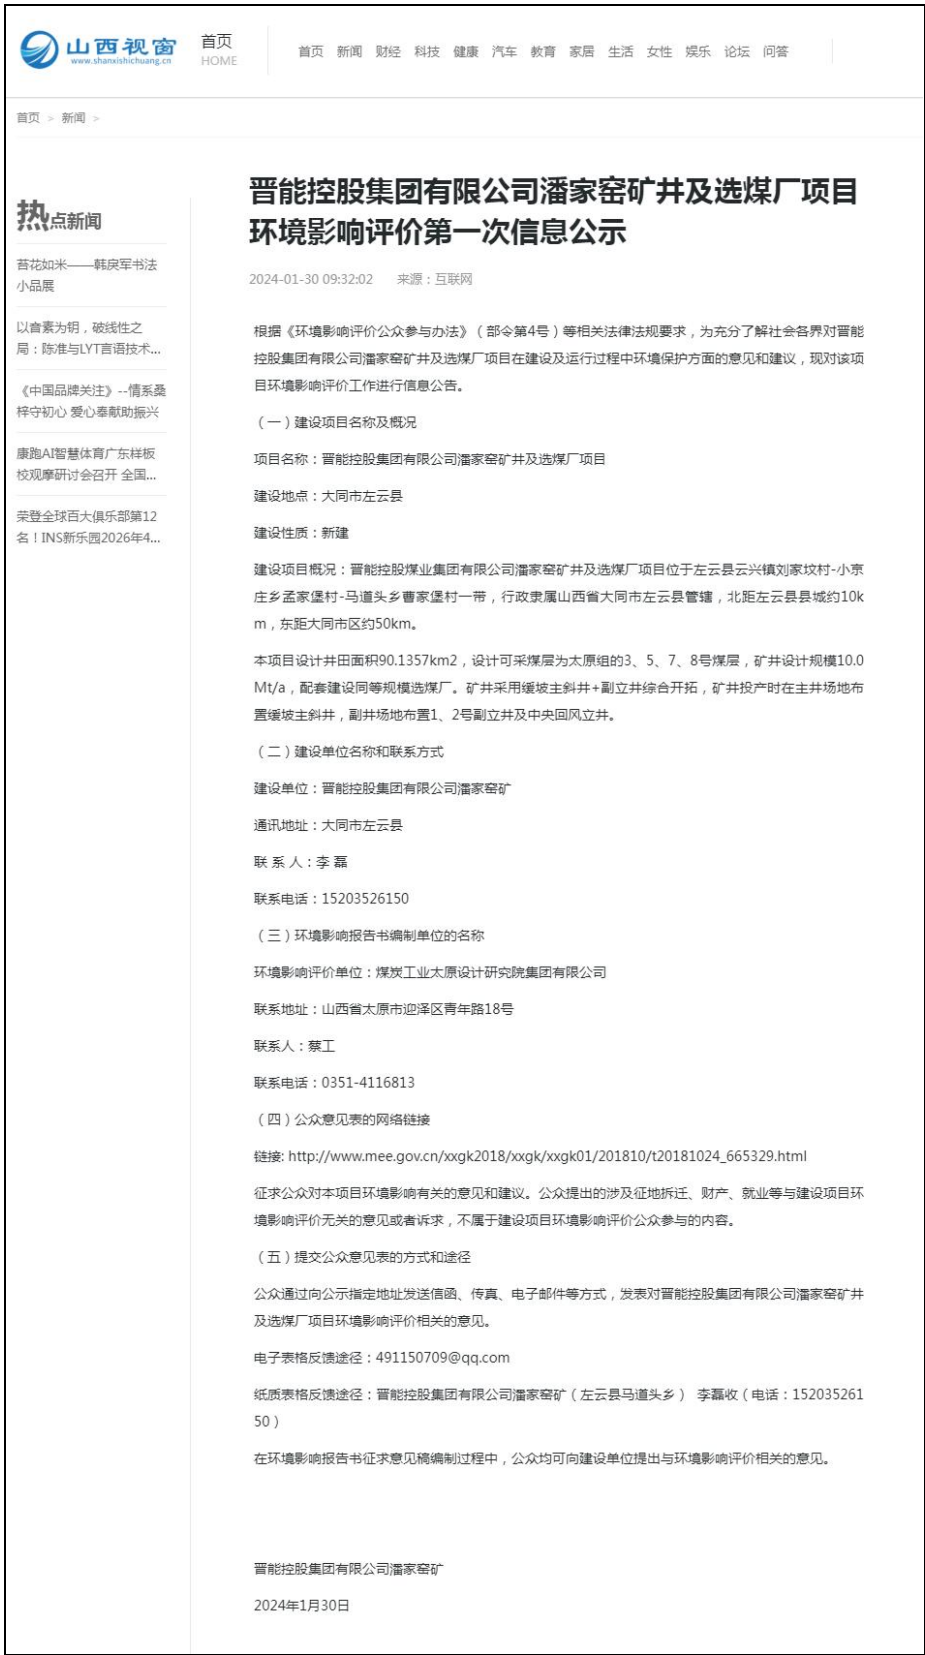 山西视窗
www.shanxishichuang.cn
首页
HOME
首页 新闻 财经 科技 健康 汽车 教育 家居 生活 女性 娱乐 论坛 问答
首页 > 新闻 >
热点新闻
苔花如米——韩戾军书法
小品展
以音素为钥，破线性之
局：陈准与LYT言语技术...
《中国品牌关注》--情系桑
梓守初心 爱心奉献助振兴
康跑AI智慧体育广东样板
校观摩研讨会召开 全国...
荣登全球百大俱乐部第12
名！INS新乐园2026年4...
晋能控股集团有限公司潘家窑矿井及选煤厂项目
环境影响评价第一次信息公示
2024-01-30 09:32:02 来源：互联网
根据《环境影响评价公众参与办法》（部令第4号）等相关法律法规要求，为充分了解社会各界对晋能
控股集团有限公司潘家窑矿井及选煤厂项目在建设及运行过程中环境保护方面的意见和建议，现对该项
目环境影响评价工作进行信息公告。
（一）建设项目名称及概况
项目名称：晋能控股集团有限公司潘家窑矿井及选煤厂项目
建设地点：大同市左云县
建设性质：新建
建设项目概况：晋能控股煤业集团有限公司潘家窑矿井及选煤厂项目位于左云县云兴镇刘家坟村-小京
庄乡孟家堡村-马道头乡曹家堡村一带，行政隶属山西省大同市左云县管辖，北距左云县县城约10k
m，东距大同市区约50km。
本项目设计井田面积90.1357km2，设计可采煤层为太原组的3、5、7、8号煤层，矿井设计规模10.0
Mt/a，配套建设同等规模选煤厂。矿井采用缓坡主斜井+副立井综合开拓，矿井投产时在主井场地布
置缓坡主斜井，副井场地布置1、2号副立井及中央回风立井。
（二）建设单位名称和联系方式
建设单位：晋能控股集团有限公司潘家窑矿
通讯地址：大同市左云县
联 系 人：李 磊
联系电话：15203526150
（三）环境影响报告书编制单位的名称
环境影响评价单位：煤炭工业太原设计研究院集团有限公司
联系地址：山西省太原市迎泽区青年路18号
联系人：蔡工
联系电话：0351-4116813
（四）公众意见表的网络链接
链接: http://www.mee.gov.cn/xxgk2018/xxgk/xxgk01/201810/t20181024_665329.html
征求公众对本项目环境影响有关的意见和建议。公众提出的涉及征地拆迁、财产、就业等与建设项目环
境影响评价无关的意见或者诉求，不属于建设项目环境影响评价公众参与的内容。
（五）提交公众意见表的方式和途径
公众通过向公示指定地址发送信函、传真、电子邮件等方式，发表对晋能控股集团有限公司潘家窑矿井
及选煤厂项目环境影响评价相关的意见。
电子表格反馈途径：491150709@qq.com
纸质表格反馈途径：晋能控股集团有限公司潘家窑矿（左云县马道头乡） 李磊收（电话：152035261
50）
在环境影响报告书征求意见稿编制过程中，公众均可向建设单位提出与环境影响评价相关的意见。
晋能控股集团有限公司潘家窑矿
2024年1月30日